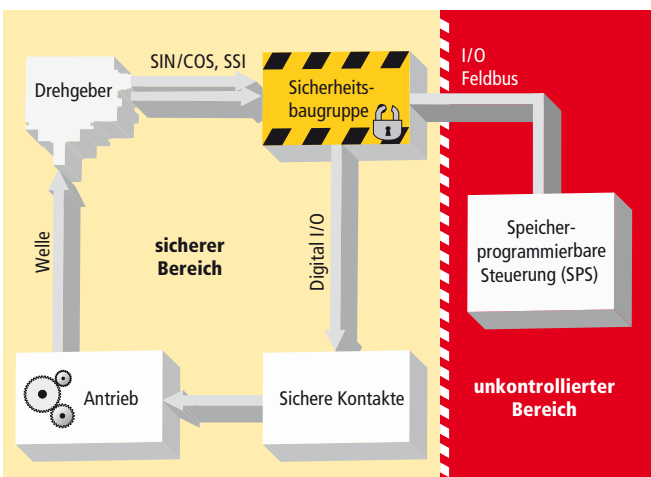 SIN/COS, SSI
Drehgeber
Sicherheits-
baugruppe
I/O
Feldbus
Welle
sicherer
Bereich
Digital I/O
Speicher-
programmierbare
Steuerung (SPS)
Antrieb
Sichere Kontakte
unkontrollierter
Bereich